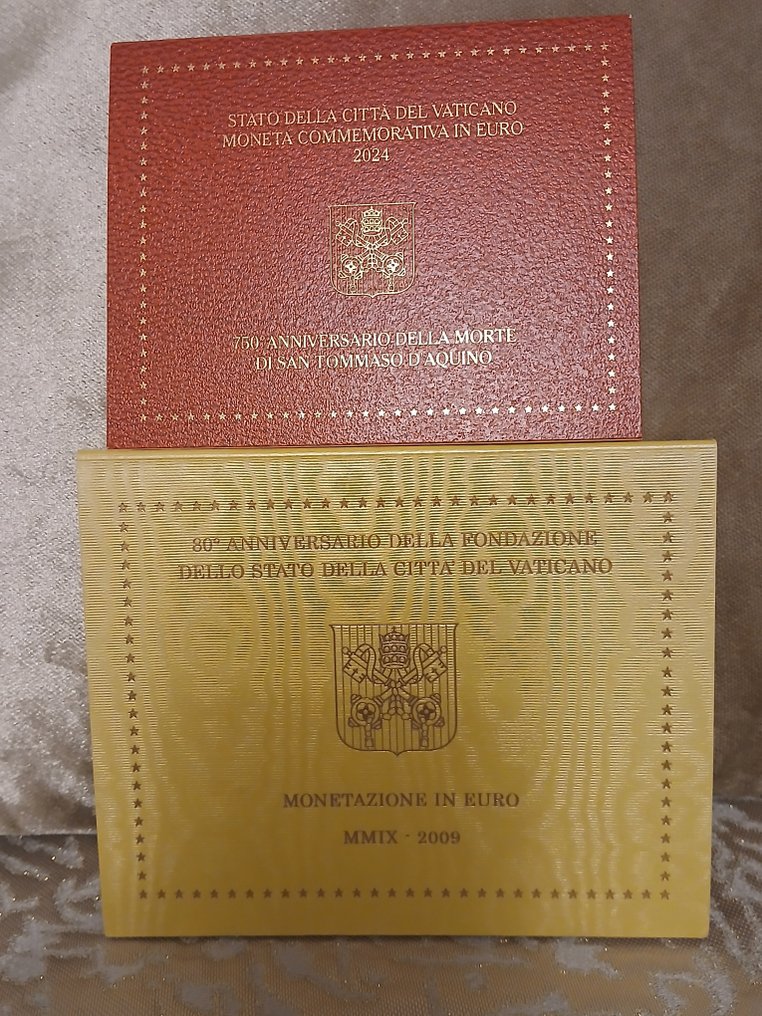 STATO DELLA CITTÀ DEL VATICANO
MONETA COMMEMORATIVA IN EURO
2024
750° ANNIVERSARIO DELLA MORTE
DI SAN TOMMASO D'AQUINO
80° ANNIVERSARIO DELLA FONDAZIONE
DELLO STATO DELLA CITTA' DEL VATICANO
MONETAZIONE IN EURO
MMIX - 2009